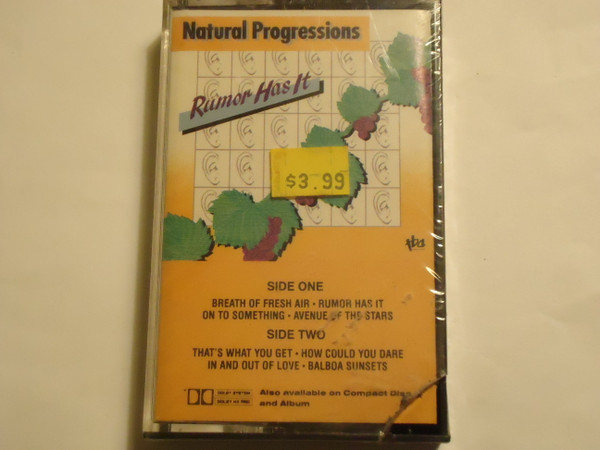 Natural Progressions
Rumor Has It
$3.99
tba
SIDE ONE
BREATH OF FRESH AIR • RUMOR HAS IT
ON TO SOMETHING • AVENUE OF THE STARS
SIDE TWO
THAT'S WHAT YOU GET • HOW COULD YOU DARE
IN AND OUT OF LOVE • BALBOA SUNSETS
Also available on Compact Disc
and Album